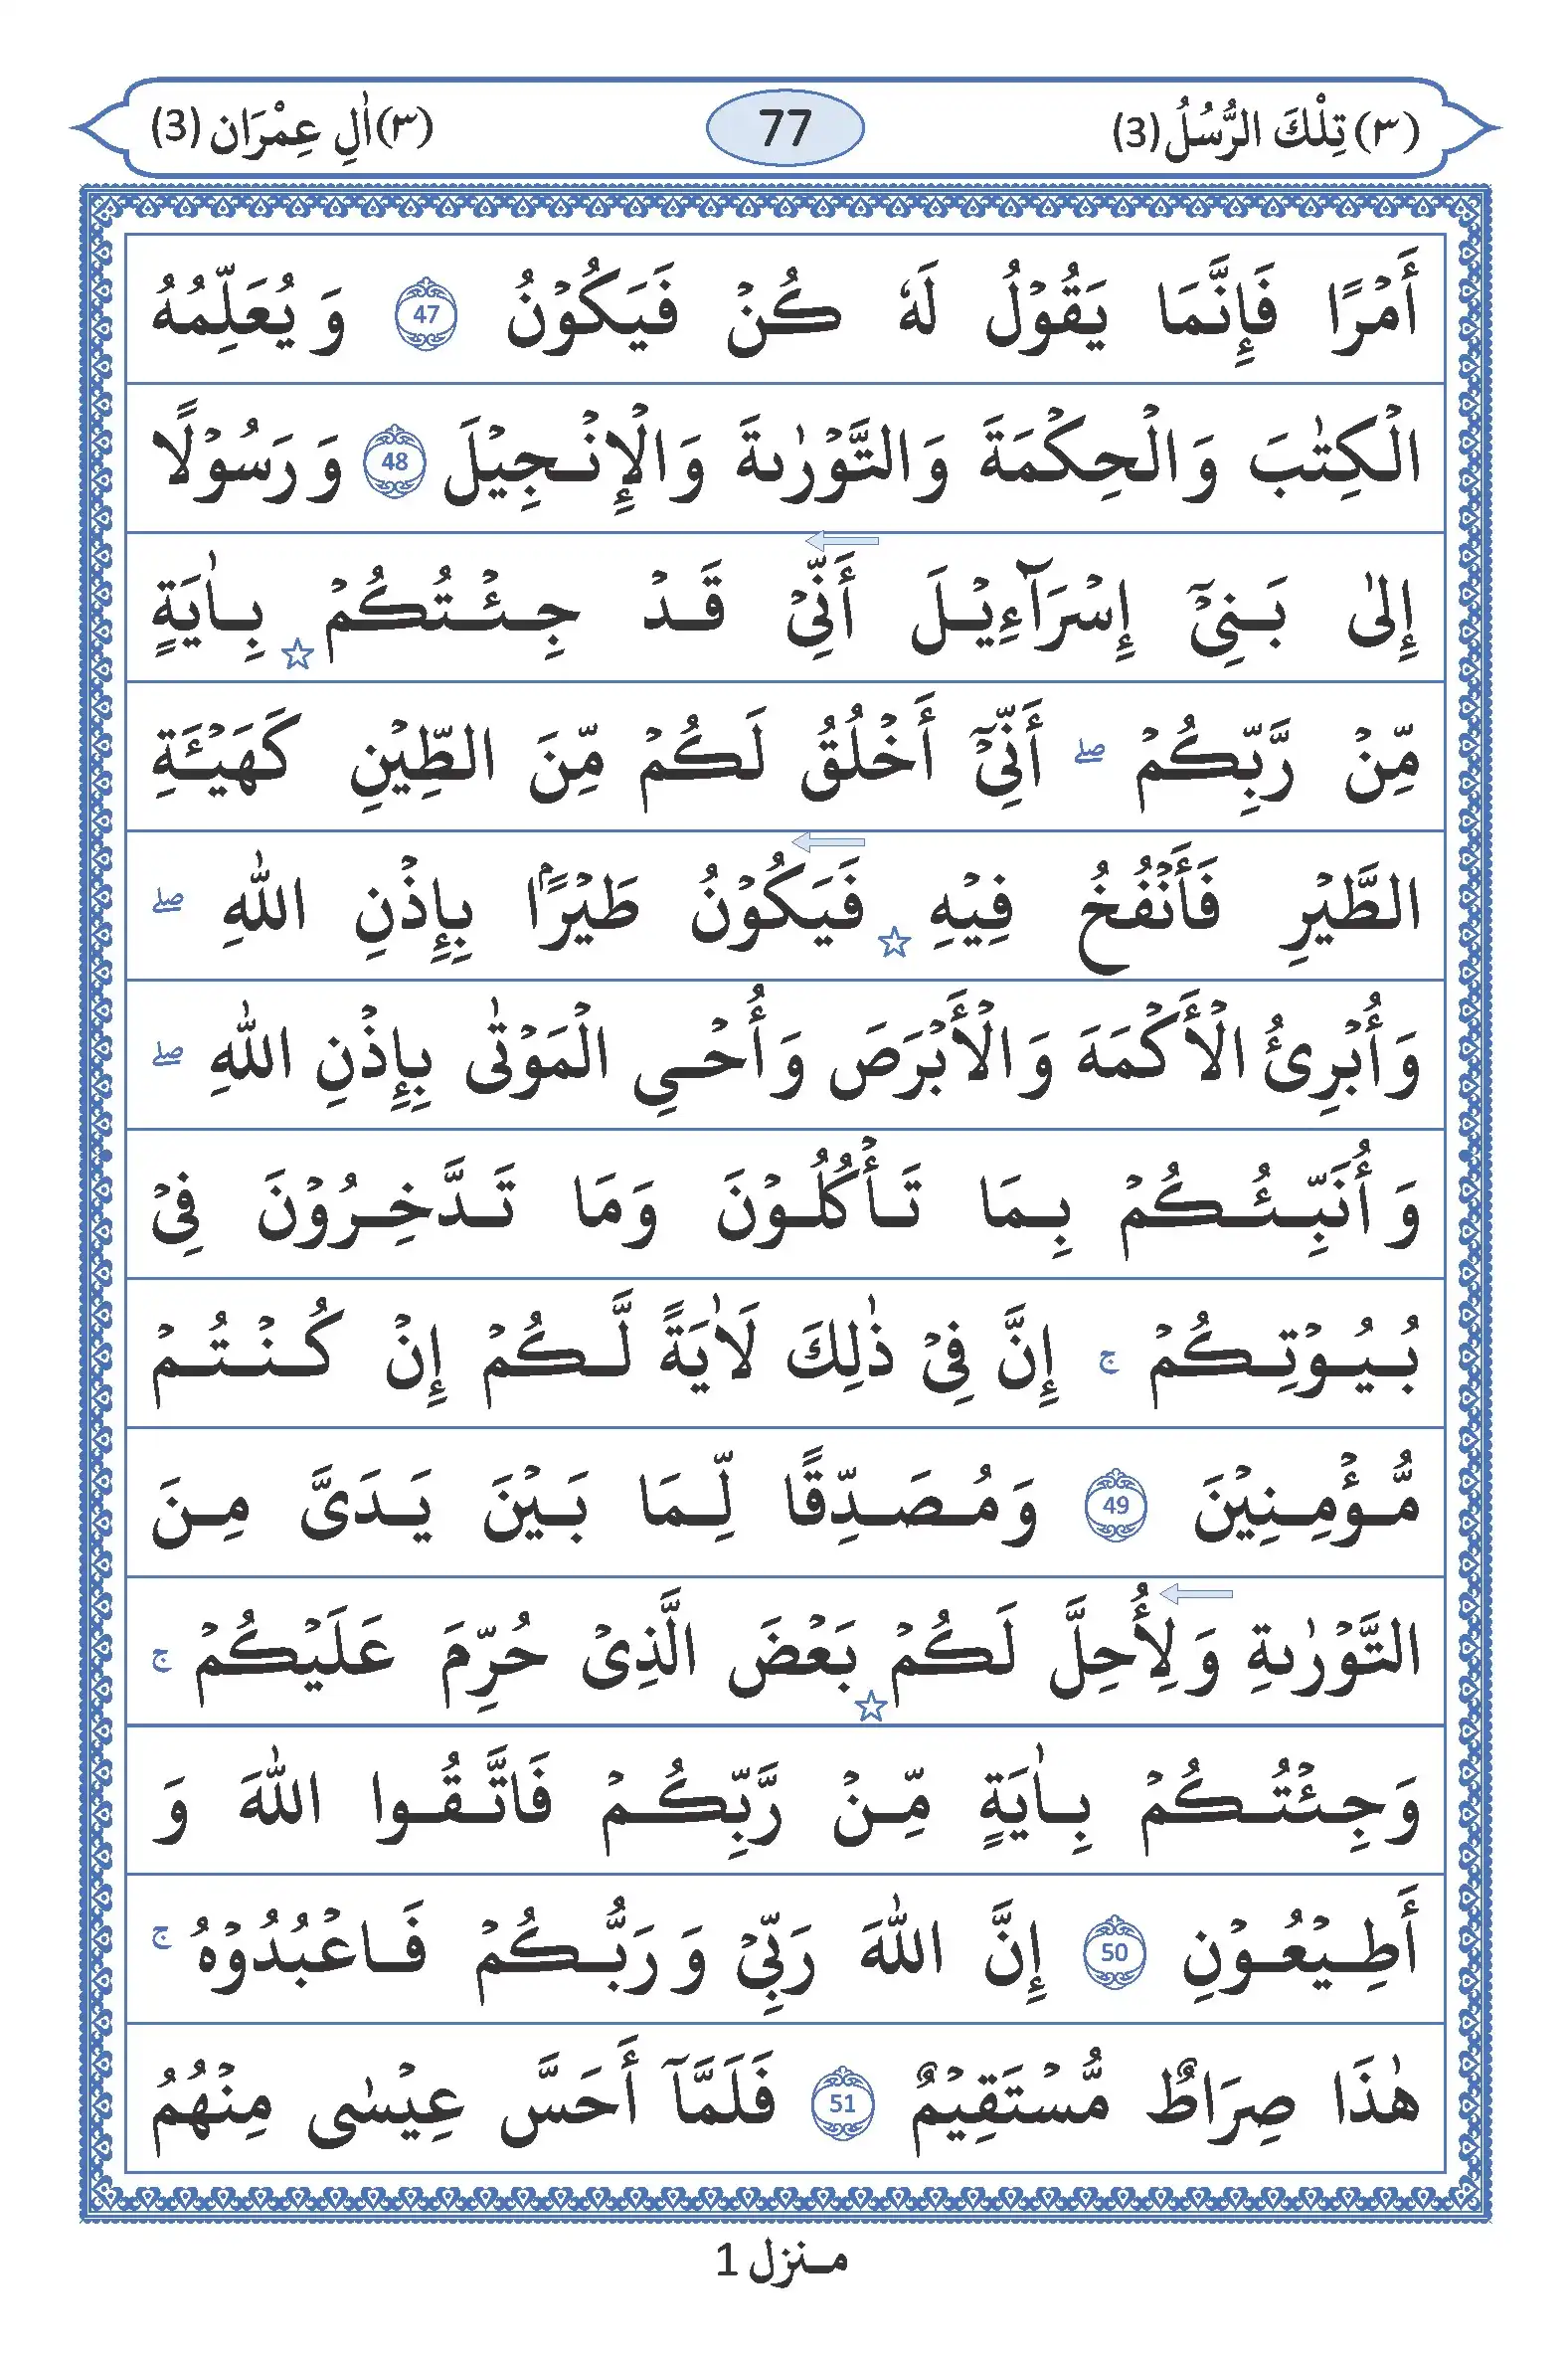 (٣) تِلْكَ الرُّسُلُ (3) 77 (٣) اٰلِ عِمْرَان (3)
أَمْرًا فَإِنَّمَا يَقُوْلُ لَهٗ كُنْ فَيَكُوْنُ 47 وَ يُعَلِّمُهُ
الْكِتٰبَ وَالْحِكْمَةَ وَالتَّوْرٰىةَ وَالْإِنْجِيْلَ 48 وَ رَسُوْلًا
إِلٰى بَنِيْٓ إِسْرَآءِيْلَ أَنِّيْ قَدْ جِئْتُكُمْ ☆ بِاٰيَةٍ
مِّنْ رَّبِّكُمْ ۖ أَنِّيْٓ أَخْلُقُ لَكُمْ مِّنَ الطِّيْنِ كَهَيْـَٔةِ
الطَّيْرِ فَأَنْفُخُ فِيْهِ ☆ فَيَكُوْنُ طَيْرًۢا بِإِذْنِ اللّٰهِ ۖ
وَأُبْرِئُ الْأَكْمَهَ وَالْأَبْرَصَ وَأُحْىِ الْمَوْتٰى بِإِذْنِ اللّٰهِ ۖ
وَ أُنَبِّئُكُمْ بِمَا تَأْكُلُوْنَ وَمَا تَدَّخِرُوْنَ فِيْ
بُيُوْتِكُمْ ۚ إِنَّ فِيْ ذٰلِكَ لَاٰيَةً لَّكُمْ إِنْ كُنْتُمْ
مُّؤْمِنِيْنَ 49 وَمُصَدِّقًا لِّمَا بَيْنَ يَدَىَّ مِنَ
التَّوْرٰىةِ وَلِأُحِلَّ لَكُمْ ☆ بَعْضَ الَّذِىْ حُرِّمَ عَلَيْكُمْ ۚ
وَجِئْتُكُمْ بِاٰيَةٍ مِّنْ رَّبِّكُمْ فَاتَّقُوا اللّٰهَ وَ
أَطِيْعُوْنِ 50 إِنَّ اللّٰهَ رَبِّيْ وَ رَبُّكُمْ فَاعْبُدُوْهُ ۚ
هٰذَا صِرَاطٌ مُّسْتَقِيْمٌ 51 فَلَمَّآ أَحَسَّ عِيْسٰى مِنْهُمُ
منزل 1